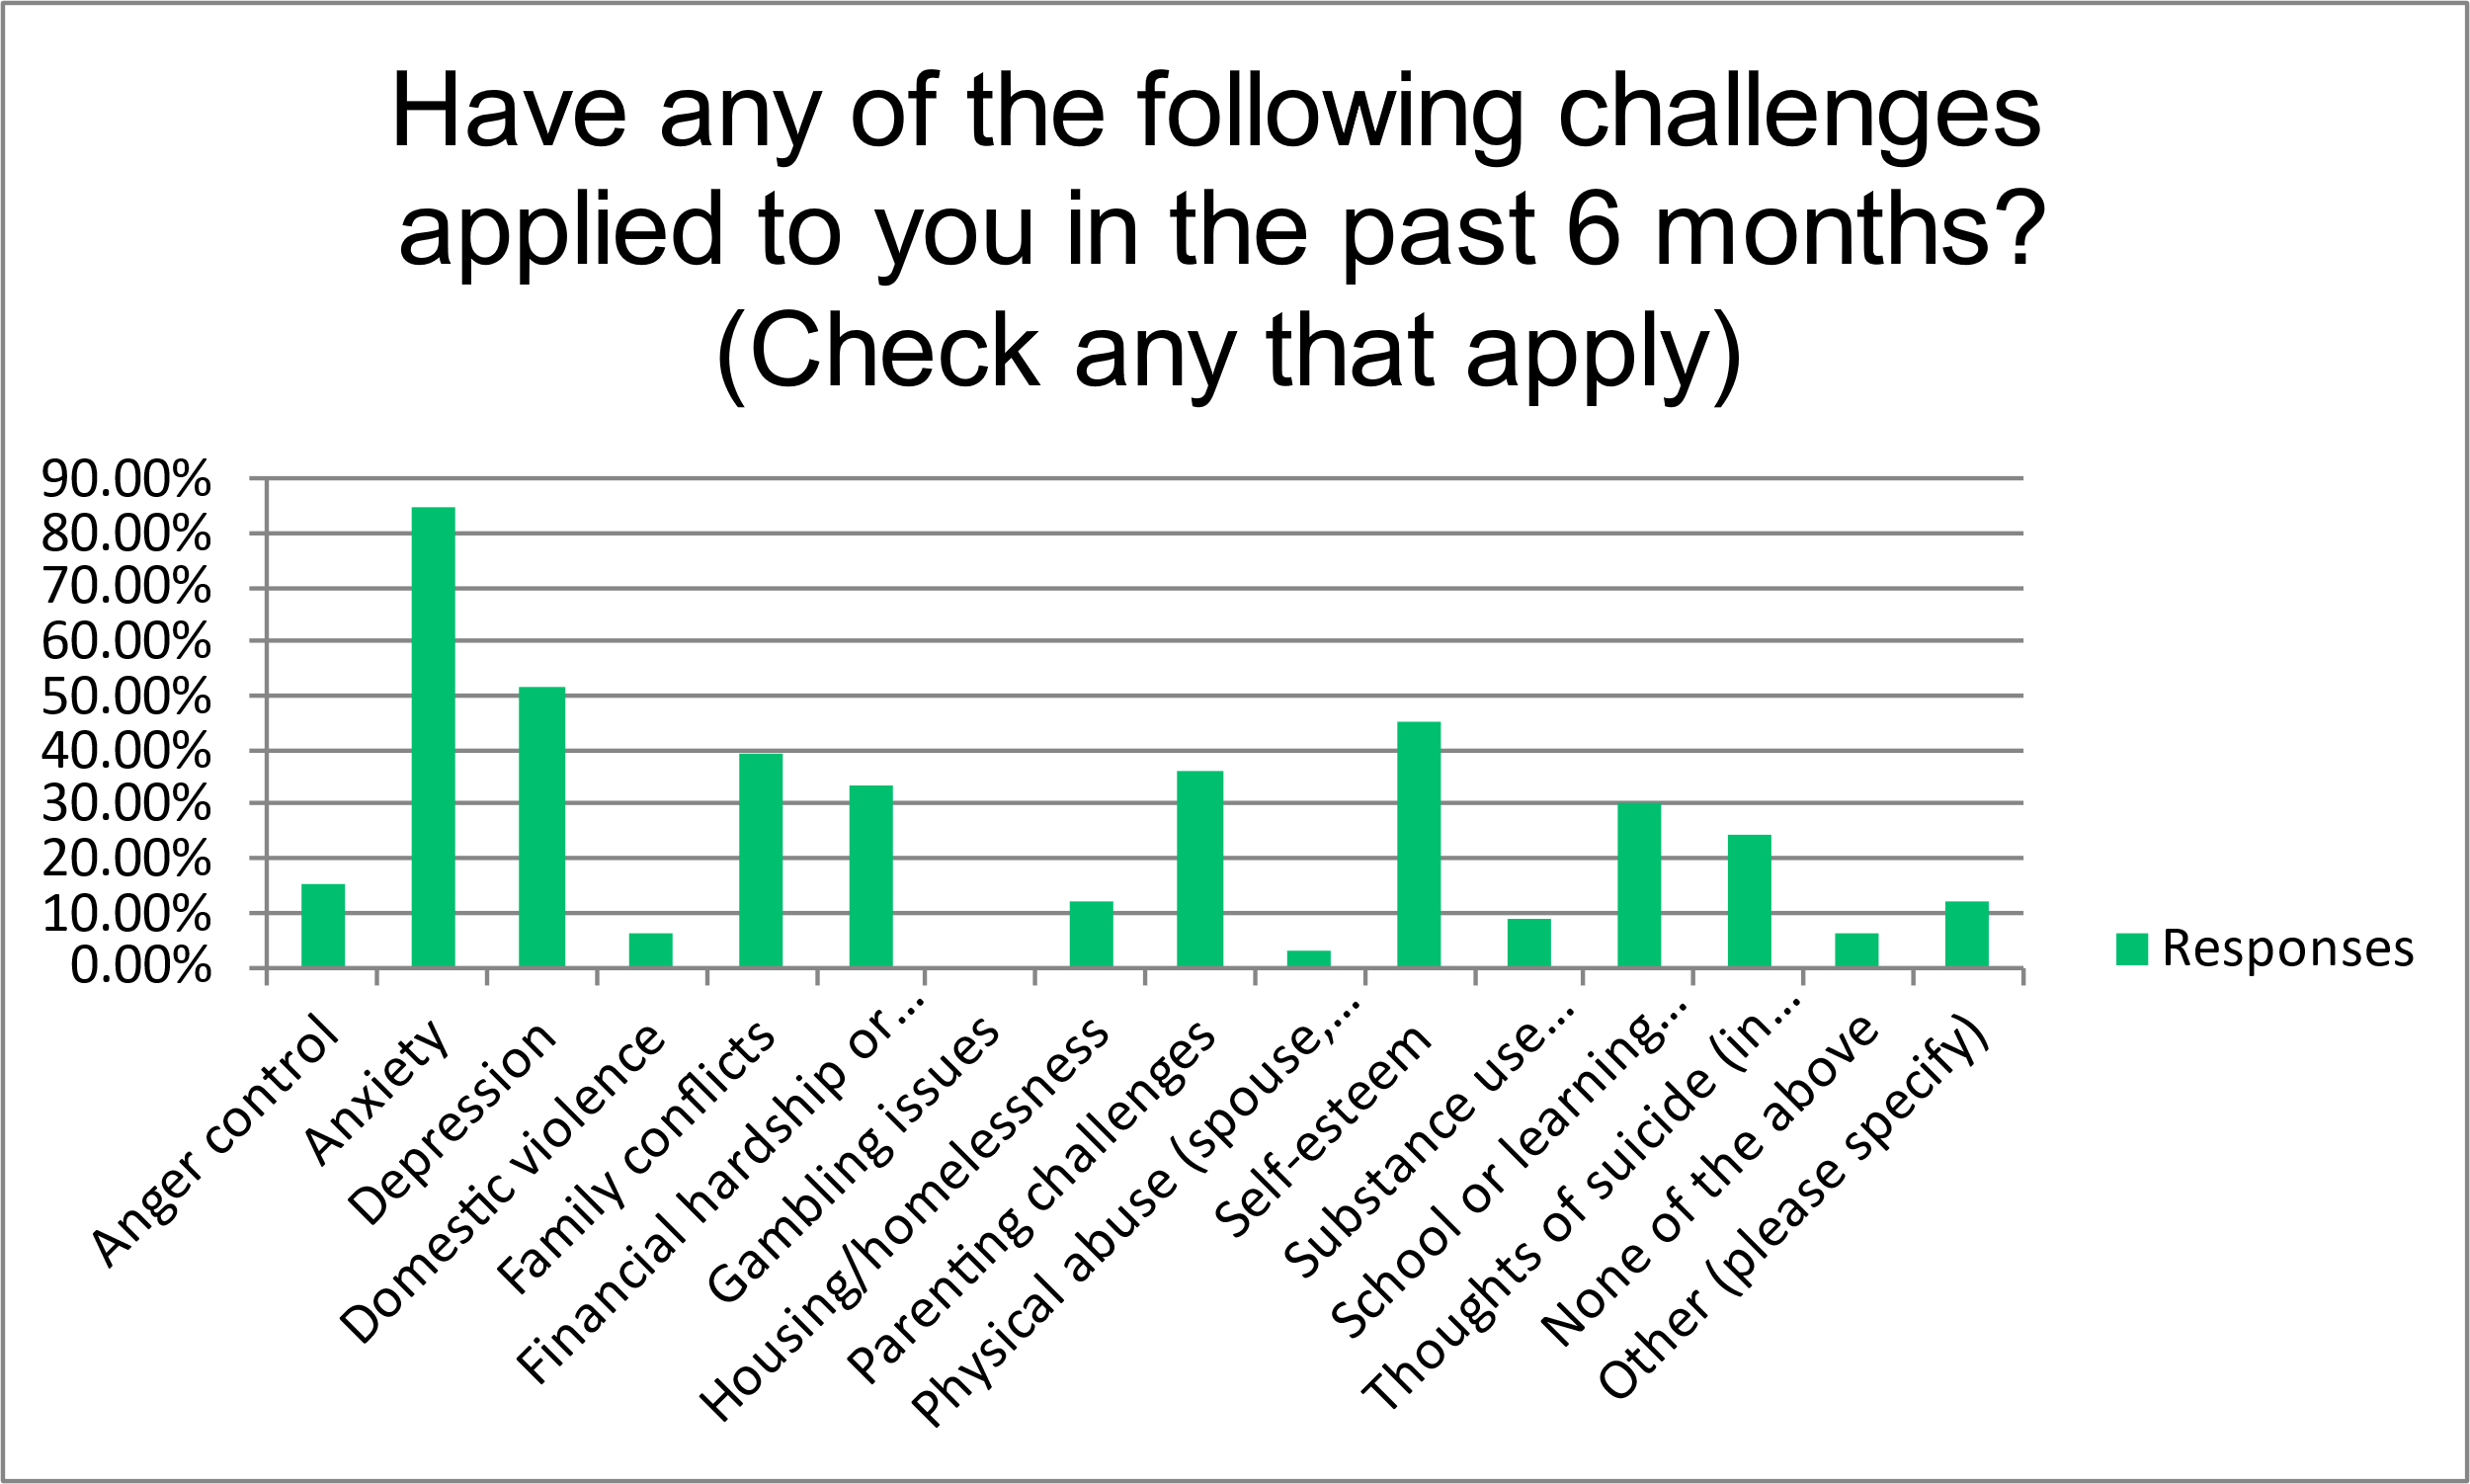 Have any of the following challenges
applied to you in the past 6 months?
(Check any that apply)
90.00%
80.00%
70.00%
60.00%
50.00%
40.00%
30.00%
20.00%
10.00%
0.00%
Responses
Anger control
Anxiety
Depression
Domestic violence
Family conflicts
Financial hardship or…
Gambling issues
Housing/homelessness
Parenting challenges
Physical abuse (spouse,…
Self-esteem
Substance use…
School or learning…
Thoughts of suicide (in…
None of the above
Other (please specify)